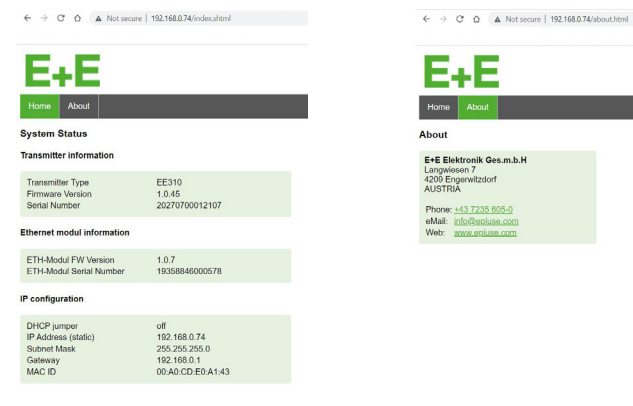 Not secure | 192.168.0.74/index.shtml
E+E
Home About
System Status
Transmitter information
Transmitter Type EE310
Firmware Version 1.0.45
Serial Number 20270700012107
Ethernet modul information
ETH-Modul FW Version 1.0.7
ETH-Modul Serial Number 19358846000578
IP configuration
DHCP jumper off
IP Address (static) 192.168.0.74
Subnet Mask 255.255.255.0
Gateway 192.168.0.1
MAC ID 00:A0:CD:E0:A1:43
Not secure | 192.168.0.74/about.html
E+E
Home About
About
E+E Elektronik Ges.m.b.H
Langwiesen 7
4209 Engerwitzdorf
AUSTRIA
Phone: +43 7235 605-0
eMail: info@epluse.com
Web: www.epluse.com